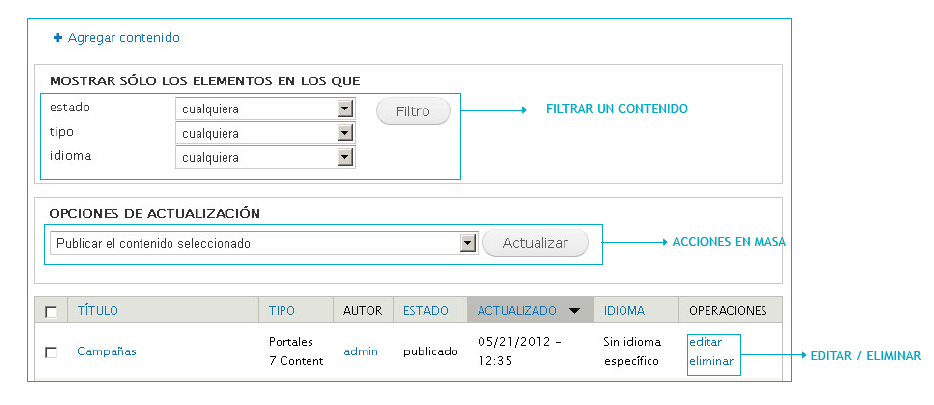 Agregar contenido
MOSTRAR SÓLO LOS ELEMENTOS EN LOS QUE
estado cualquiera Filtro FILTRAR UN CONTENIDO
tipo cualquiera
idioma cualquiera
OPCIONES DE ACTUALIZACIÓN
Publicar el contenido seleccionado Actualizar ACCIONES EN MASA
TÍTULO TIPO AUTOR ESTADO ACTUALIZADO IDIOMA OPERACIONES
Campañas Portales 7 Content admin publicado 05/21/2012 - 12:35 Sin idioma específico editar eliminar EDITAR / ELIMINAR